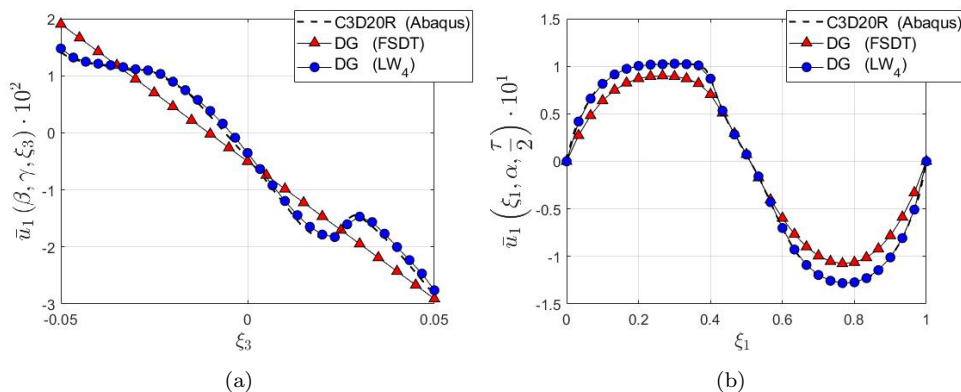 C3D20R (Abaqus)
DG (FSDT)
DG (LW₄)
2
1
0
-1
-2
-3
-0.05
0
0.05
ū₁ (β, γ, ξ₃) · 10²
ξ₃
(a)
C3D20R (Abaqus)
DG (FSDT)
DG (LW₄)
1.5
1
0.5
0
-0.5
-1
-1.5
0
0.2
0.4
0.6
0.8
1
ū₁ (ξ₁, α, τ/2) · 10¹
ξ₁
(b)